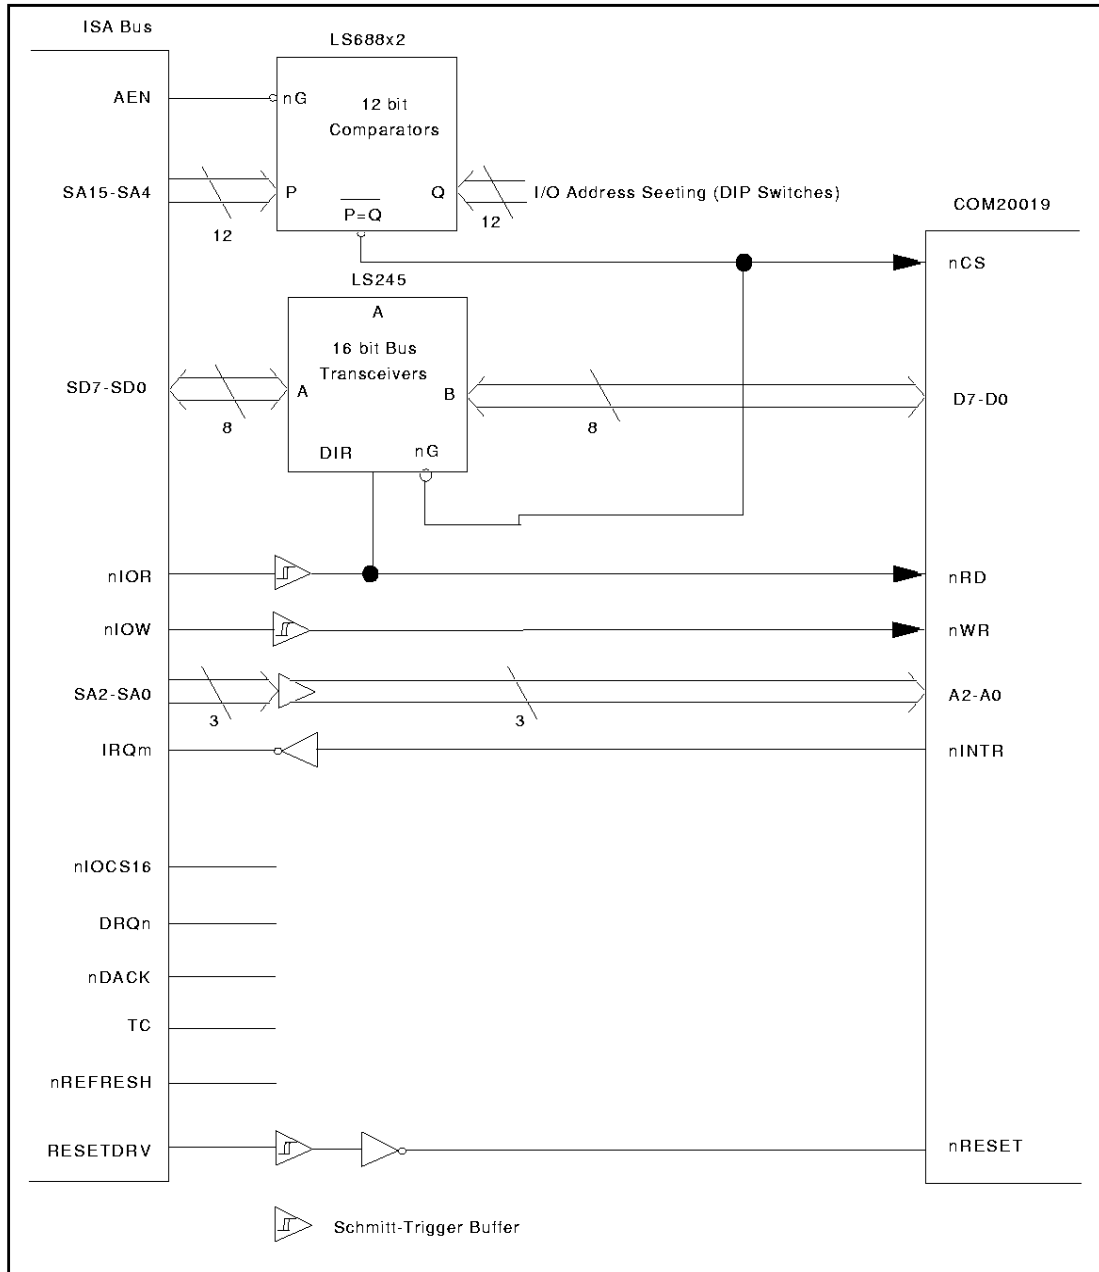 ISA Bus
LS688x2
AEN
nG
12 bit
Comparators
SA15-SA4
P
Q
I/O Address Seeting (DIP Switches)
12
P=Q
12
COM20019
nCS
LS245
A
16 bit Bus
Transceivers
SD7-SD0
A
B
D7-D0
8
8
DIR
nG
nIOR
nRD
nIOW
nWR
SA2-SA0
A2-A0
3
3
IRQm
nINTR
nIOCS16
DRQn
nDACK
TC
nREFRESH
RESETDRV
nRESET
Schmitt-Trigger Buffer